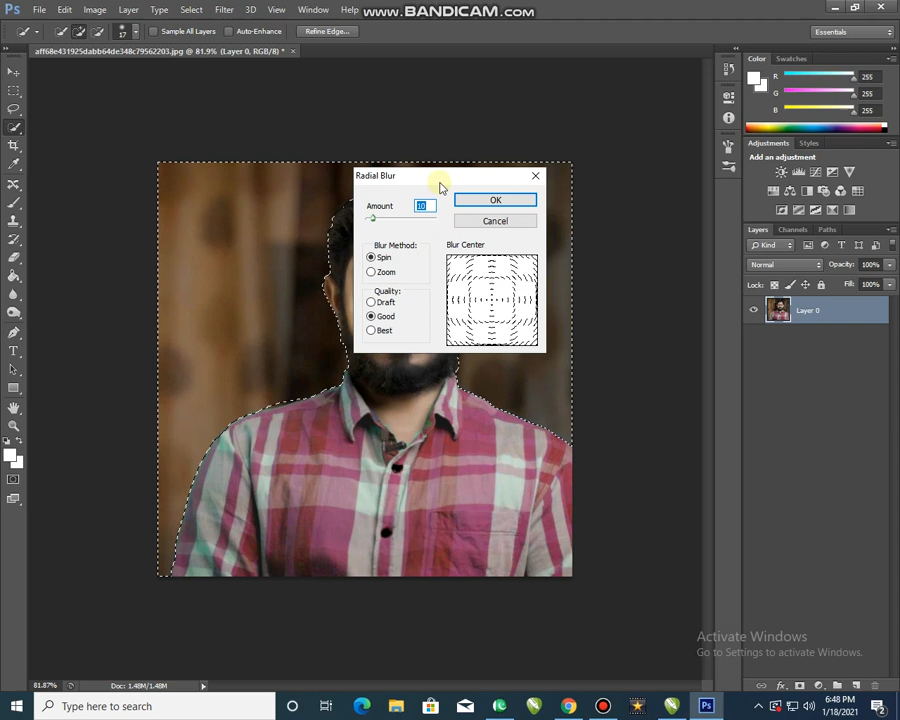 Ps File Edit Image Layer Type Select Filter 3D View Window Help
www.BANDICAM.com
17 Sample All Layers Auto-Enhance Refine Edge... Essentials
aff68e431925dabb64de348c79562203.jpg @ 81.9% (Layer 0, RGB/8) *
Color Swatches
R 255
G 255
B 255
Adjustments Styles
Add an adjustment
Layers Channels Paths
Kind
Normal Opacity: 100%
Lock: Fill: 100%
Layer 0
Radial Blur
Amount 10 OK
Cancel
Blur Method: Blur Center
Spin
Zoom
Quality:
Draft
Good
Best
Activate Windows
Go to Settings to activate Windows.
81.87% Doc: 1.48M/1.48M
Type here to search
Ps
6:48 PM
1/18/2021
2